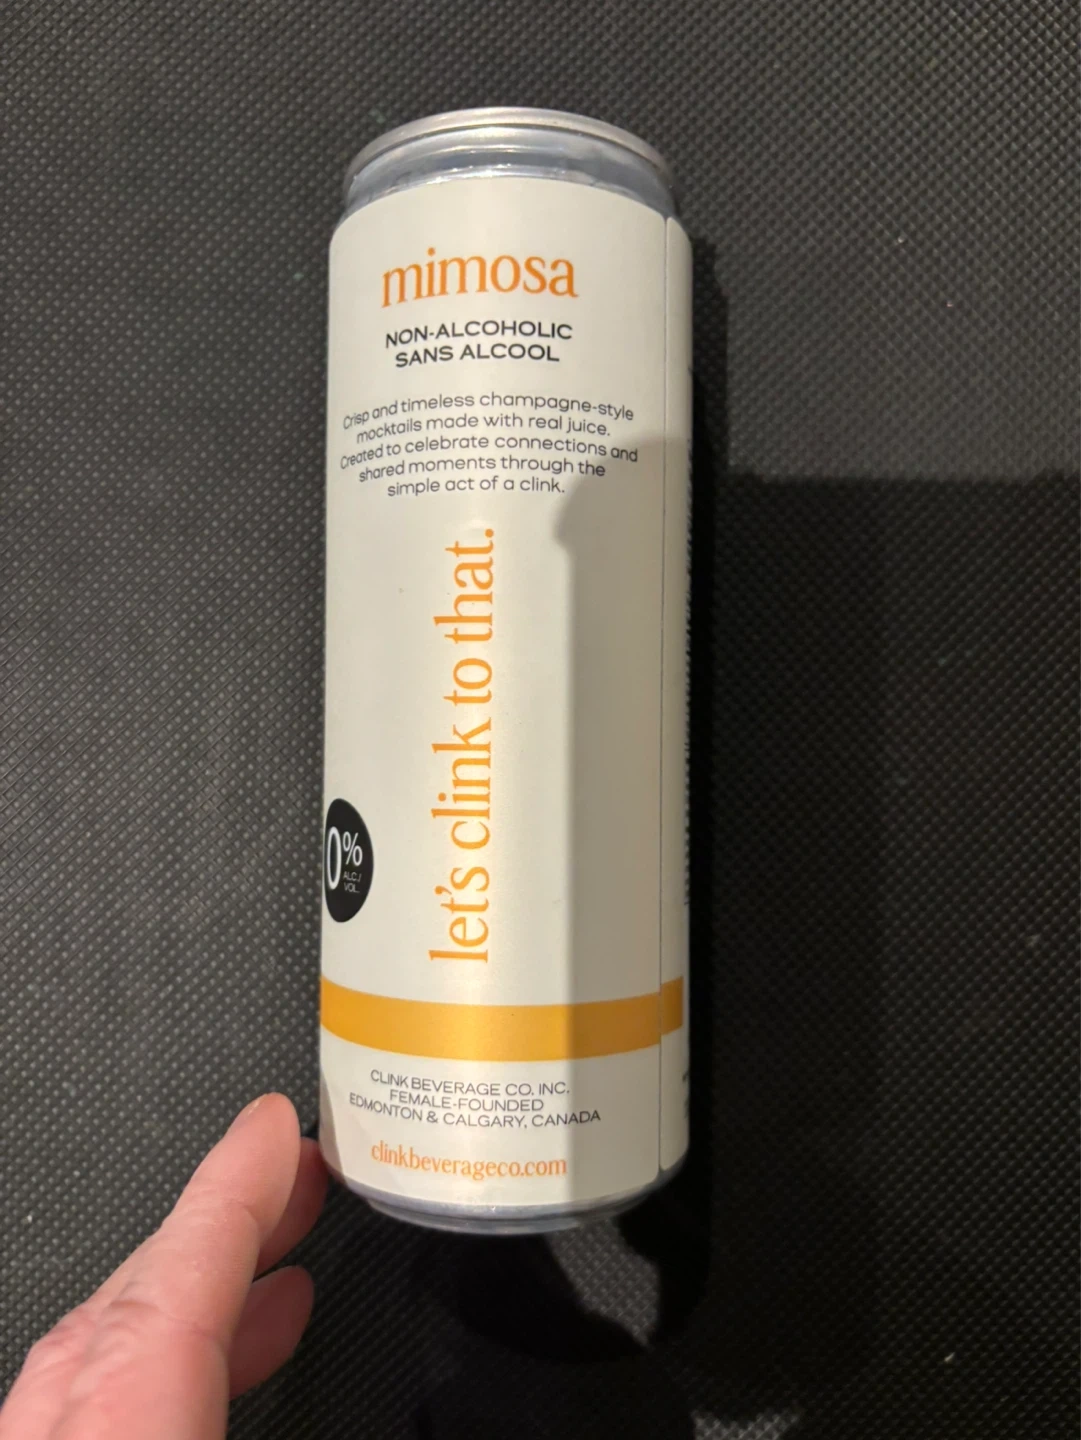 mimosa
NON-ALCOHOLIC
SANS ALCOOL
Crisp and timeless champagne-style
mocktails made with real juice.
Created to celebrate connections and
shared moments through the
simple act of a clink.
let's clink to that.
0%
ALC./
VOL.
CLINK BEVERAGE CO. INC.
FEMALE-FOUNDED
EDMONTON & CALGARY, CANADA
clinkbeverageco.com